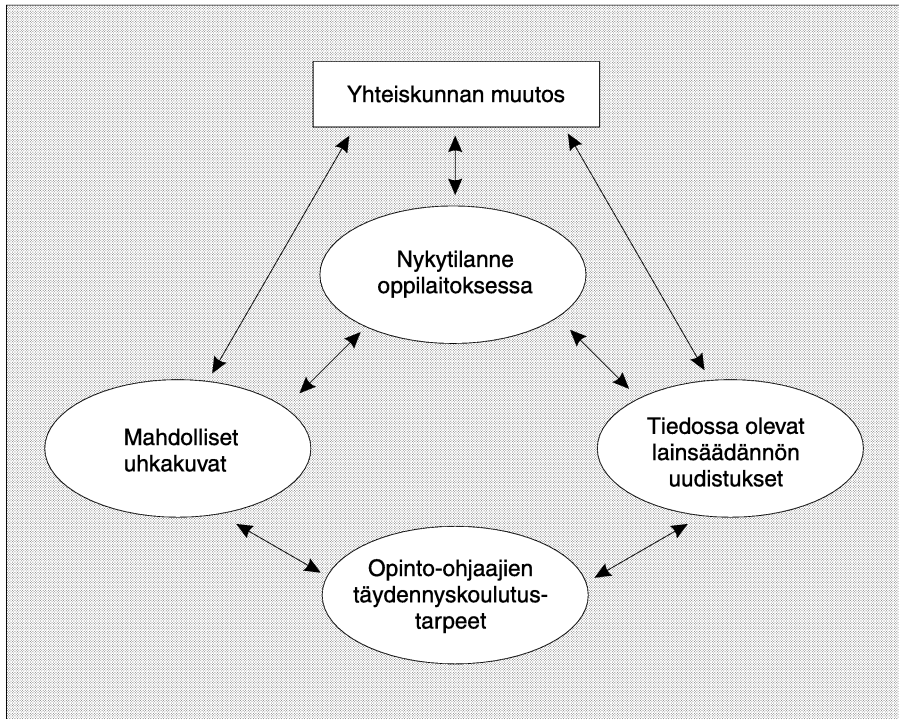 Yhteiskunnan muutos
Nykytilanne
oppilaitoksessa
Mahdolliset
uhkakuvat
Tiedossa olevat
lainsäädännön
uudistukset
Opinto-ohjaajien
täydennyskoulutus-
tarpeet